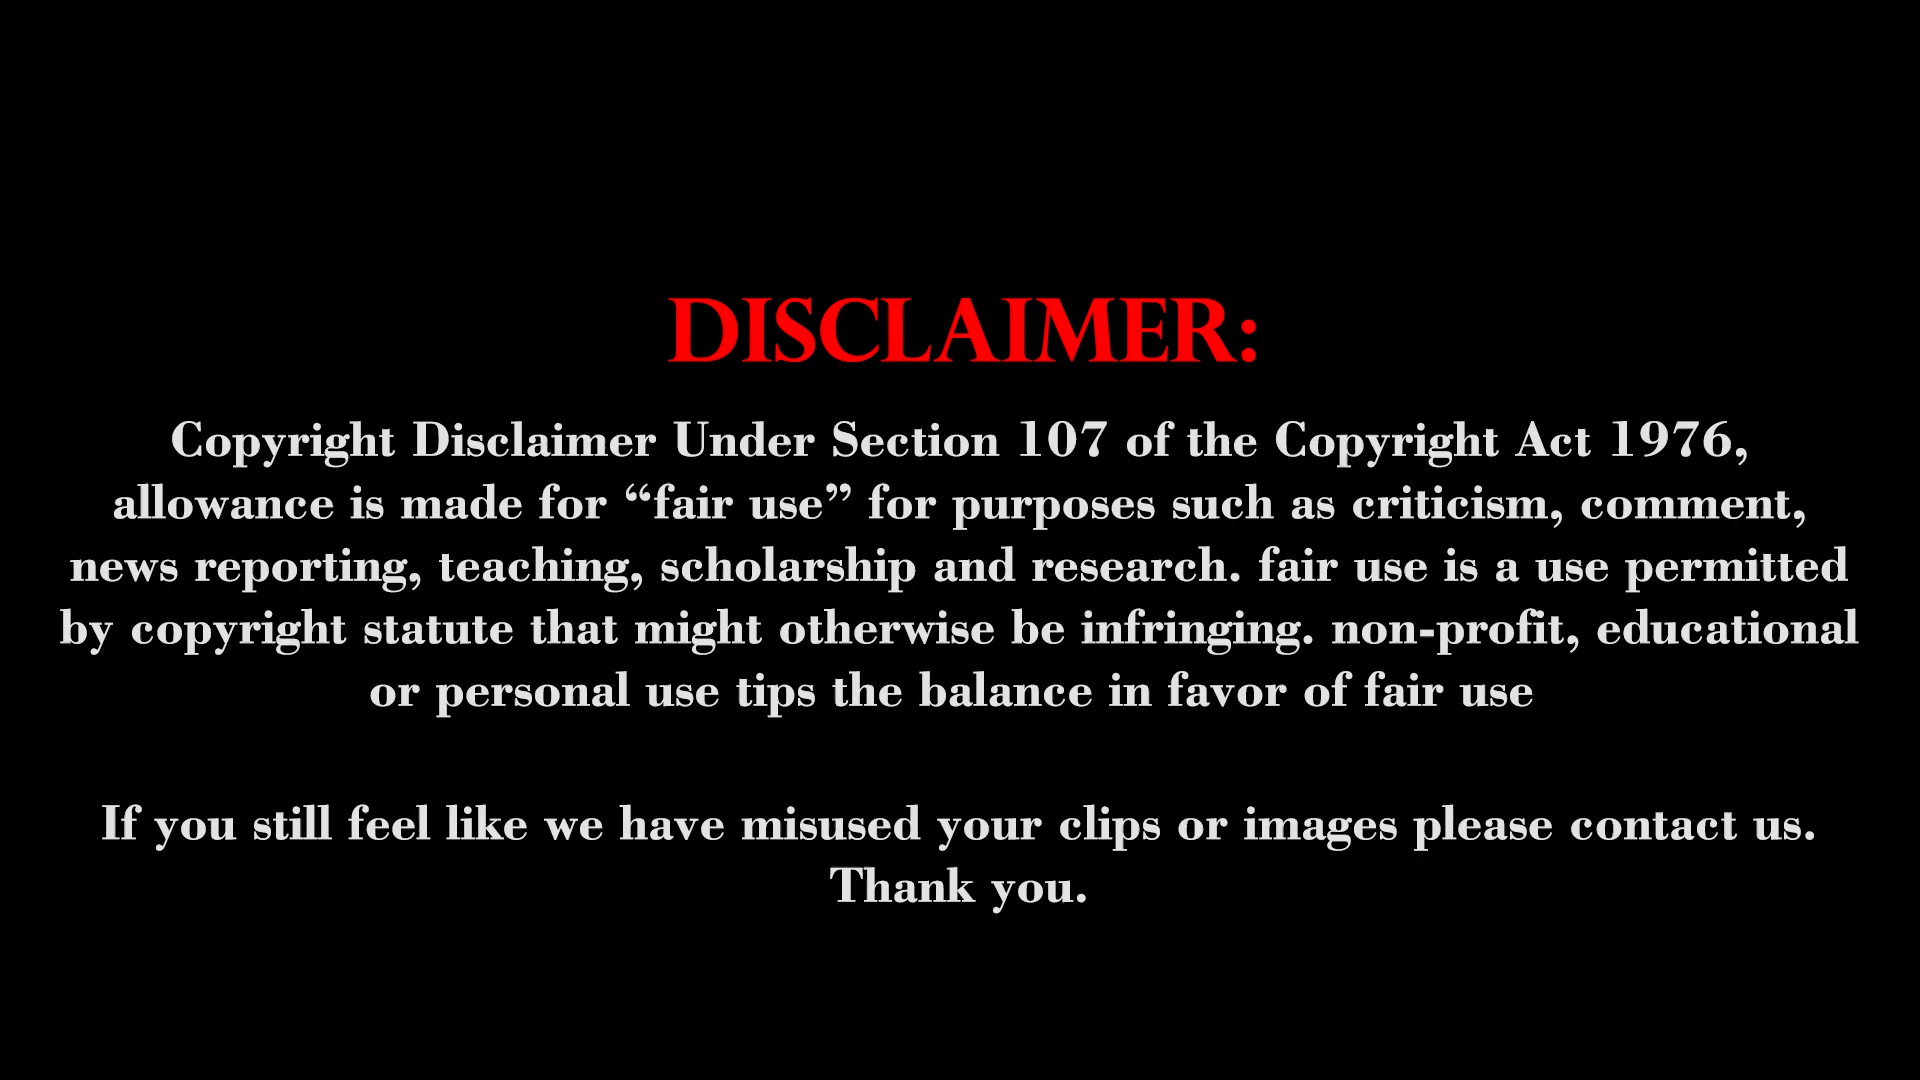 DISCLAIMER:
Copyright Disclaimer Under Section 107 of the Copyright Act 1976,
allowance is made for “fair use” for purposes such as criticism, comment,
news reporting, teaching, scholarship and research. fair use is a use permitted
by copyright statute that might otherwise be infringing. non-profit, educational
or personal use tips the balance in favor of fair use
If you still feel like we have misused your clips or images please contact us.
Thank you.